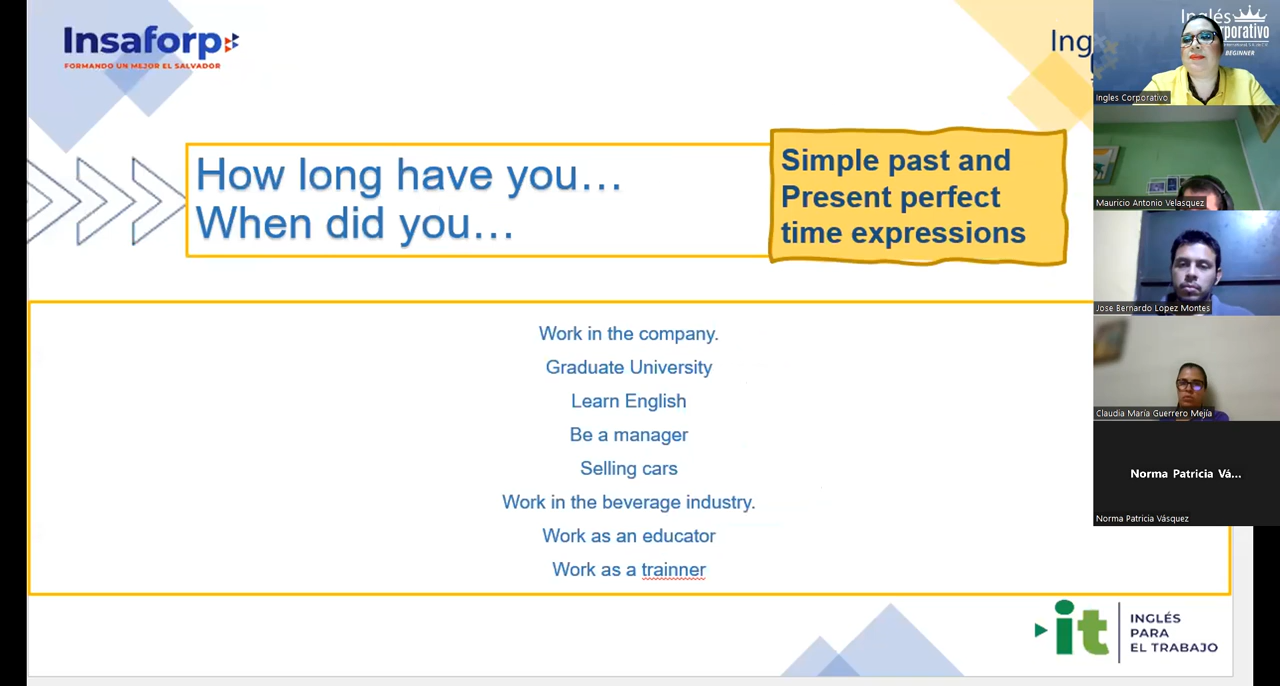 Insaforp
FORMANDO UN MEJOR EL SALVADOR
Ing
How long have you…
When did you…
Simple past and
Present perfect
time expressions
Work in the company.
Graduate University
Learn English
Be a manager
Selling cars
Work in the beverage industry.
Work as an educator
Work as a trainner
it
INGLÉS
PARA
EL TRABAJO
Inglés
BEGINNER
Ingles Corporativo
Mauricio Antonio Velasquez
Jose Bernardo Lopez Montes
Claudia María Guerrero Mejía
Norma Patricia Vá...
Norma Patricia Vásquez